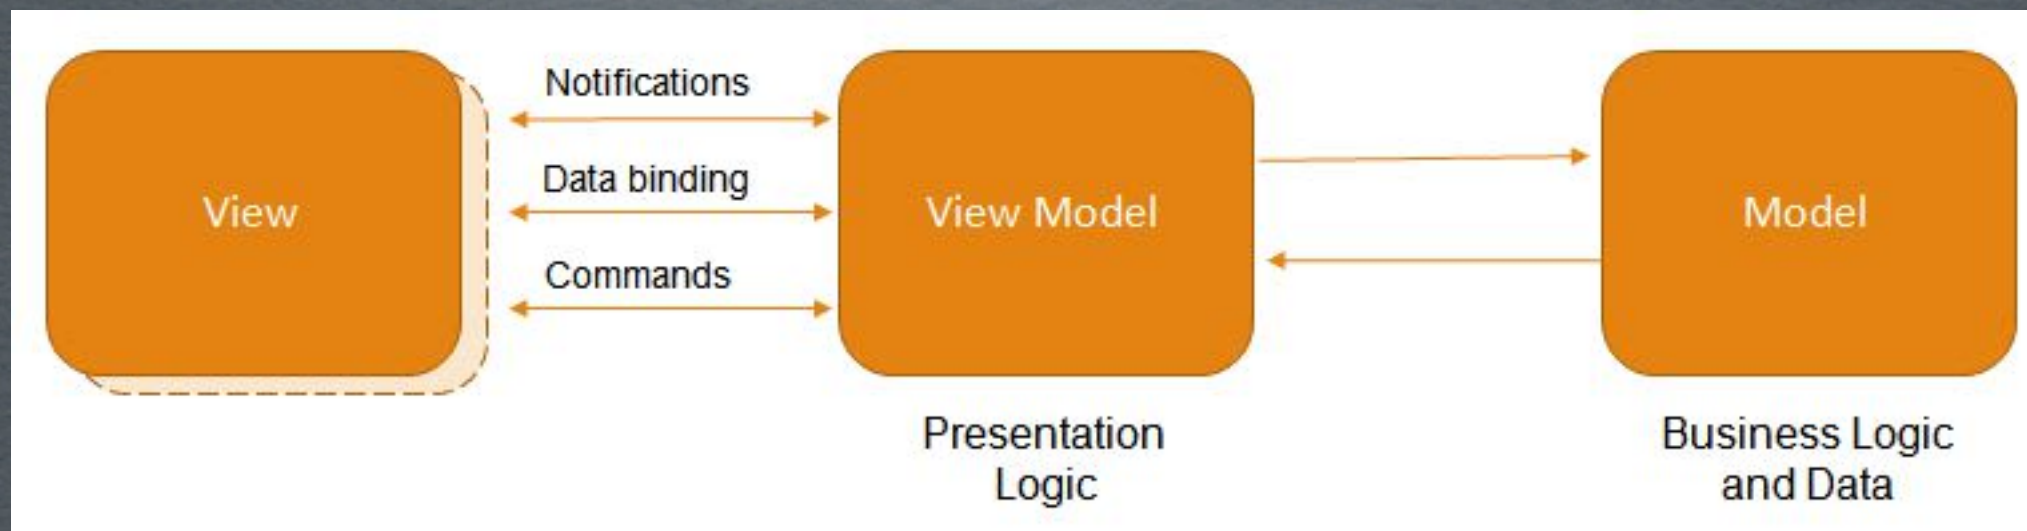 View
Notifications
Data binding
Commands
View Model
Presentation
Logic
Model
Business Logic
and Data